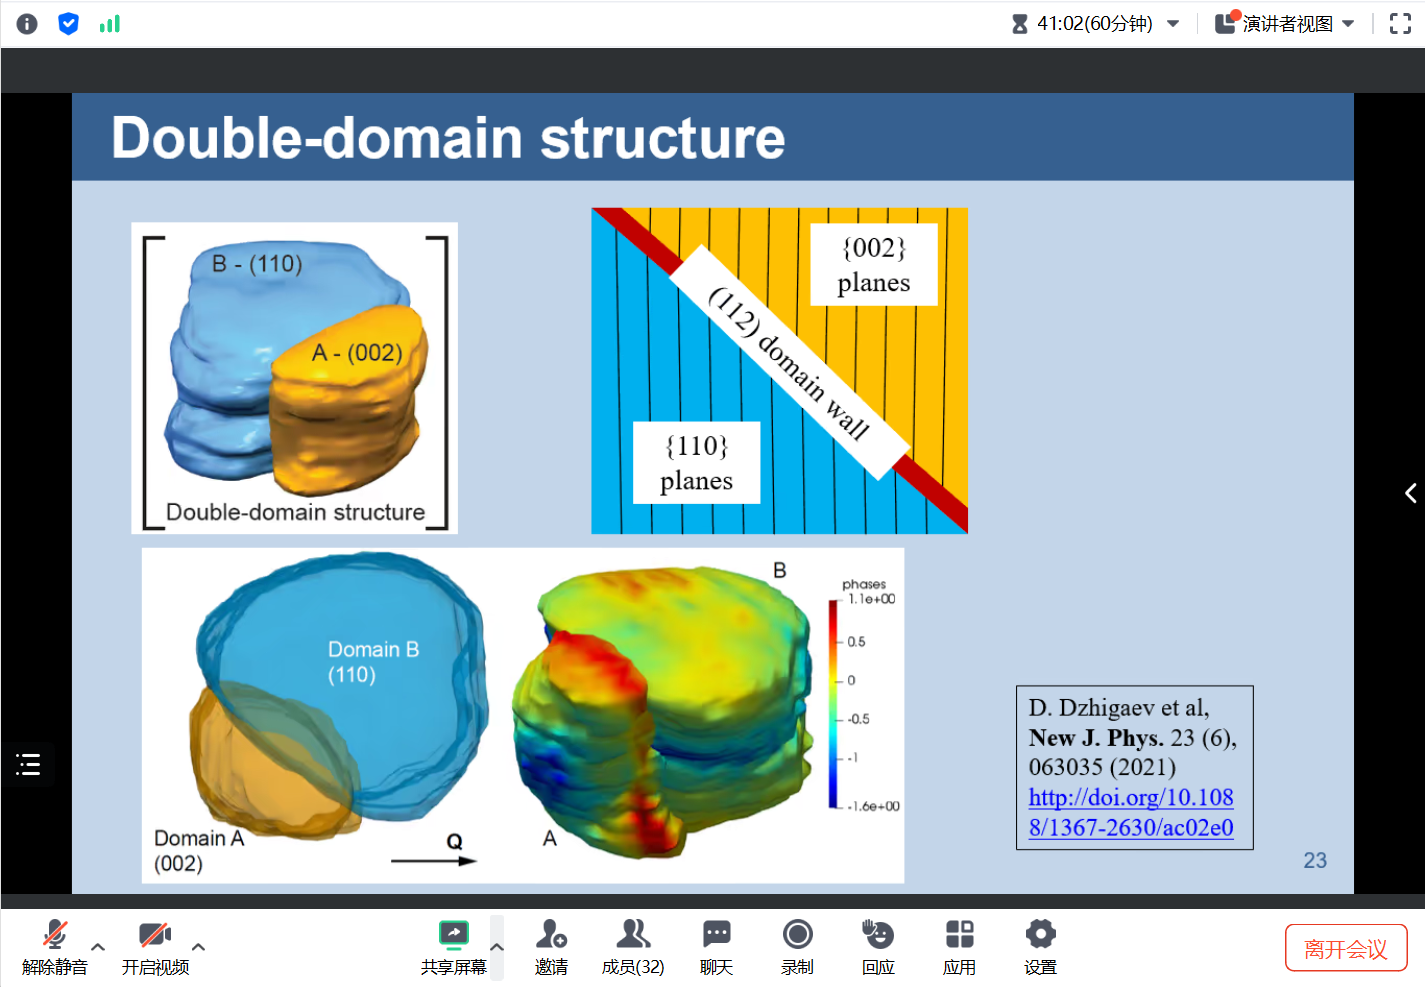 41:02(60分钟)
演讲者视图
Double-domain structure
B - (110)
A - (002)
Double-domain structure
{002}
planes
(112) domain wall
{110}
planes
Domain B
(110)
Domain A
(002)
Q
A
B
phases
1.1e+00
0.5
0
-0.5
-1
-1.6e+00
D. Dzhigaev et al,
New J. Phys. 23 (6),
063035 (2021)
http://doi.org/10.108
8/1367-2630/ac02e0
23
解除静音
开启视频
共享屏幕
邀请
成员(32)
聊天
录制
回应
应用
设置
离开会议